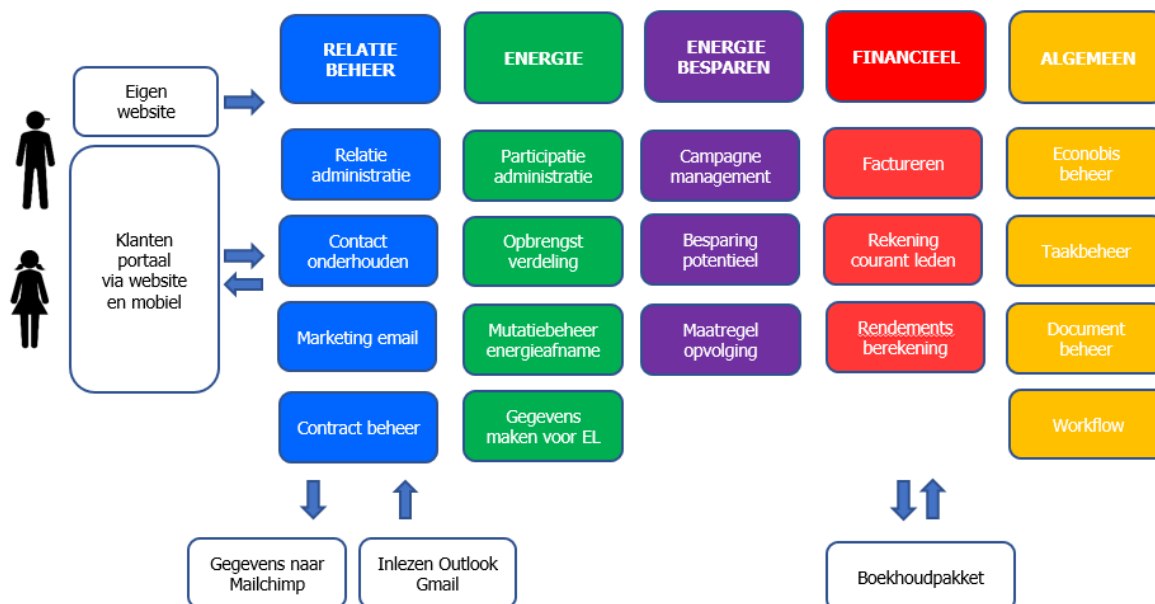 RELATIE
BEHEER
ENERGIE
ENERGIE
BESPAREN
FINANCIEEL
ALGEMEEN
Eigen
website
Relatie
administratie
Participatie
administratie
Campagne
management
Factureren
Econobis
beheer
Klanten
portaal
via website
en mobiel
Contact
onderhouden
Opbrengst
verdeling
Besparing
potentieel
Rekening
courant leden
Taakbeheer
Marketing email
Mutatiebeheer
energieafname
Maatregel
opvolging
Rendements
berekening
Document
beheer
Contract beheer
Gegevens
maken voor EL
Workflow
Gegevens naar
Mailchimp
Inlezen Outlook
Gmail
Boekhoudpakket